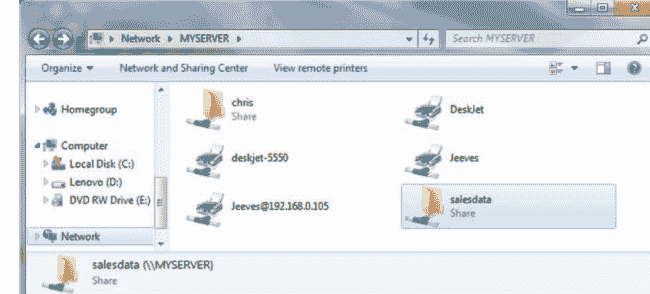 Network ▸ MYSERVER ▸
Search MYSERVER
Organize
Network and Sharing Center
View remote printers
Homegroup
Computer
Local Disk (C:)
Lenovo (D:)
DVD RW Drive (E:)
Network
chris
Share
DeskJet
deskjet-5550
Jeeves
Jeeves@192.168.0.105
salesdata
Share
salesdata (\\MYSERVER)
Share